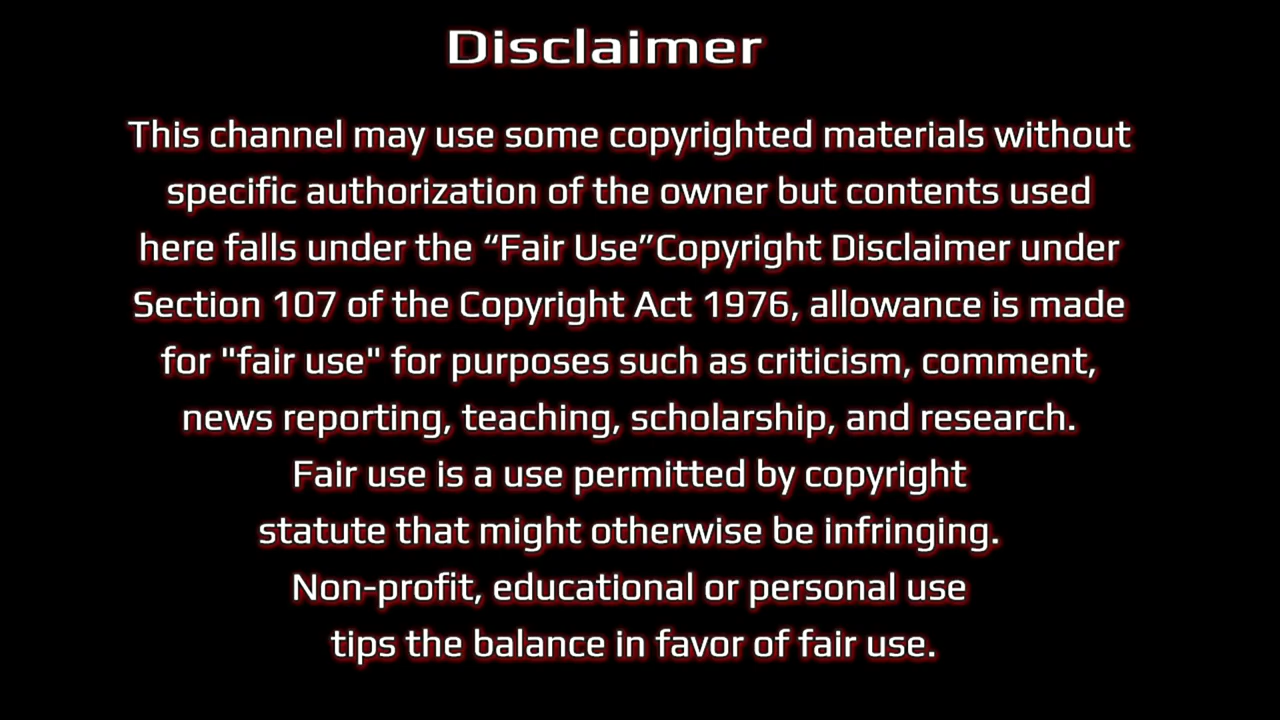 Disclaimer
This channel may use some copyrighted materials without
specific authorization of the owner but contents used
here falls under the “Fair Use”Copyright Disclaimer under
Section 107 of the Copyright Act 1976, allowance is made
for "fair use" for purposes such as criticism, comment,
news reporting, teaching, scholarship, and research.
Fair use is a use permitted by copyright
statute that might otherwise be infringing.
Non-profit, educational or personal use
tips the balance in favor of fair use.